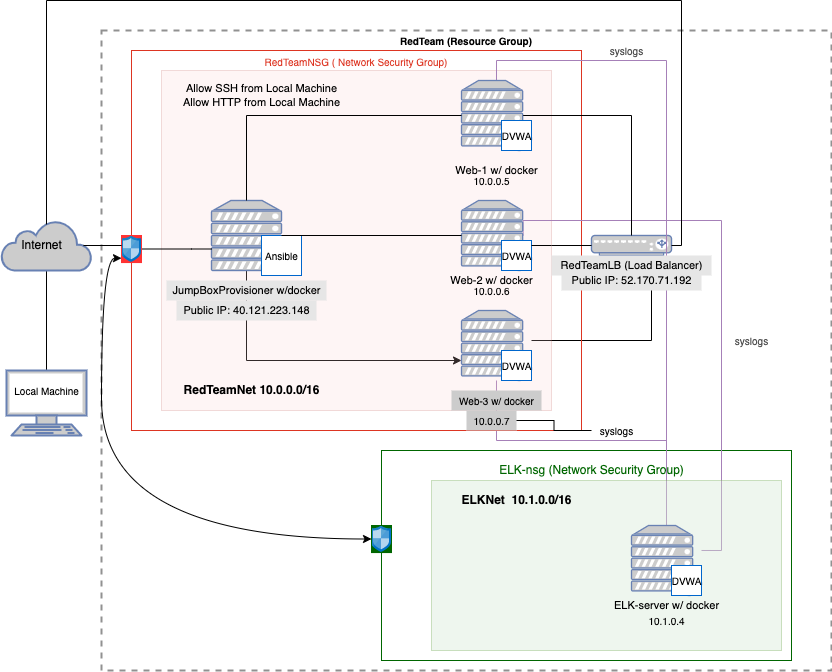 RedTeam (Resource Group)
syslogs
RedTeamNSG ( Network Security Group)
Allow SSH from Local Machine
Allow HTTP from Local Machine
DVWA
Web-1 w/ docker
10.0.0.5
Internet
Ansible
DVWA
RedTeamLB (Load Balancer)
Public IP: 52.170.71.192
Web-2 w/ docker
10.0.0.6
JumpBoxProvisioner w/docker
Public IP: 40.121.223.148
syslogs
DVWA
Local Machine
RedTeamNet 10.0.0.0/16
Web-3 w/ docker
10.0.0.7
syslogs
ELK-nsg (Network Security Group)
ELKNet 10.1.0.0/16
DVWA
ELK-server w/ docker
10.1.0.4